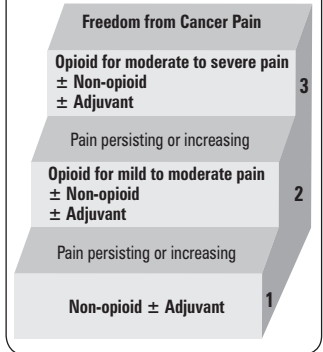 Freedom from Cancer Pain
Opioid for moderate to severe pain
± Non-opioid
± Adjuvant
3
Pain persisting or increasing
Opioid for mild to moderate pain
± Non-opioid
± Adjuvant
2
Pain persisting or increasing
Non-opioid ± Adjuvant
1